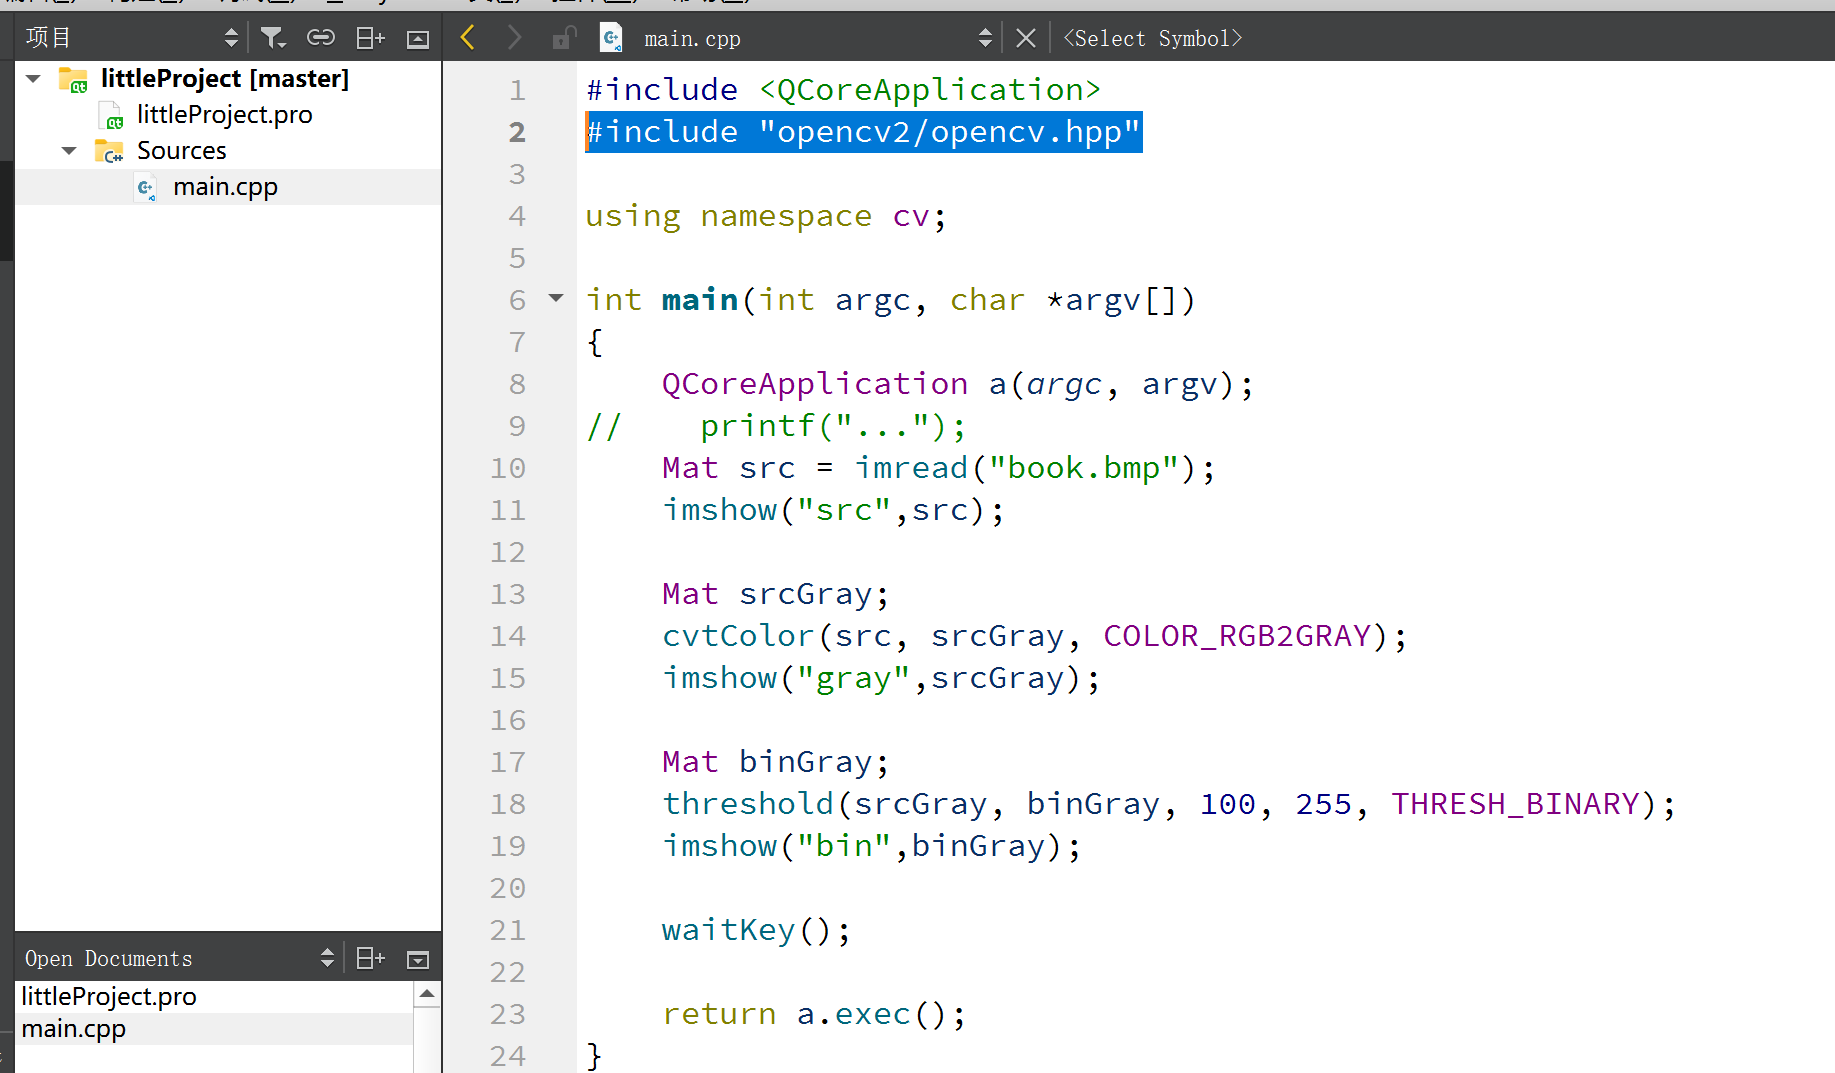 项目
main.cpp
<Select Symbol>
littleProject [master]
littleProject.pro
Sources
main.cpp
Open Documents
littleProject.pro
main.cpp
1 #include <QCoreApplication>
2 #include "opencv2/opencv.hpp"
3
4 using namespace cv;
5
6 int main(int argc, char *argv[])
7 {
8     QCoreApplication a(argc, argv);
9 //    printf("...");
10     Mat src = imread("book.bmp");
11     imshow("src",src);
12
13     Mat srcGray;
14     cvtColor(src, srcGray, COLOR_RGB2GRAY);
15     imshow("gray",srcGray);
16
17     Mat binGray;
18     threshold(srcGray, binGray, 100, 255, THRESH_BINARY);
19     imshow("bin",binGray);
20
21     waitKey();
22
23     return a.exec();
24 }